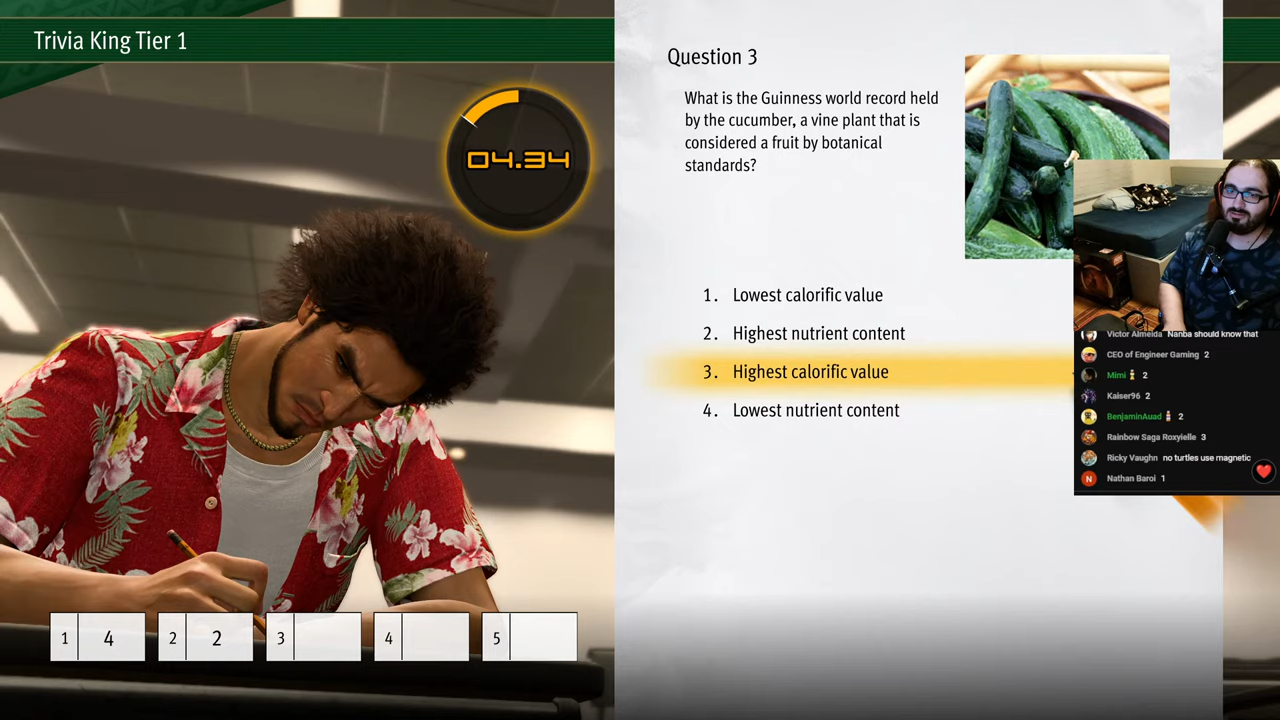 Trivia King Tier 1
04.34
Question 3
What is the Guinness world record held
by the cucumber, a vine plant that is
considered a fruit by botanical
standards?
1. Lowest calorific value
2. Highest nutrient content
3. Highest calorific value
4. Lowest nutrient content
Victor Almeida Nanba should know that
CEO of Engineer Gaming 2
Mimi 2
Kaiser96 2
BenjaminAuad 2
Rainbow Saga Roxyielle 3
Ricky Vaughn no turtles use magnetic
N Nathan Baroi 1
1 4 2 2 3 4 5